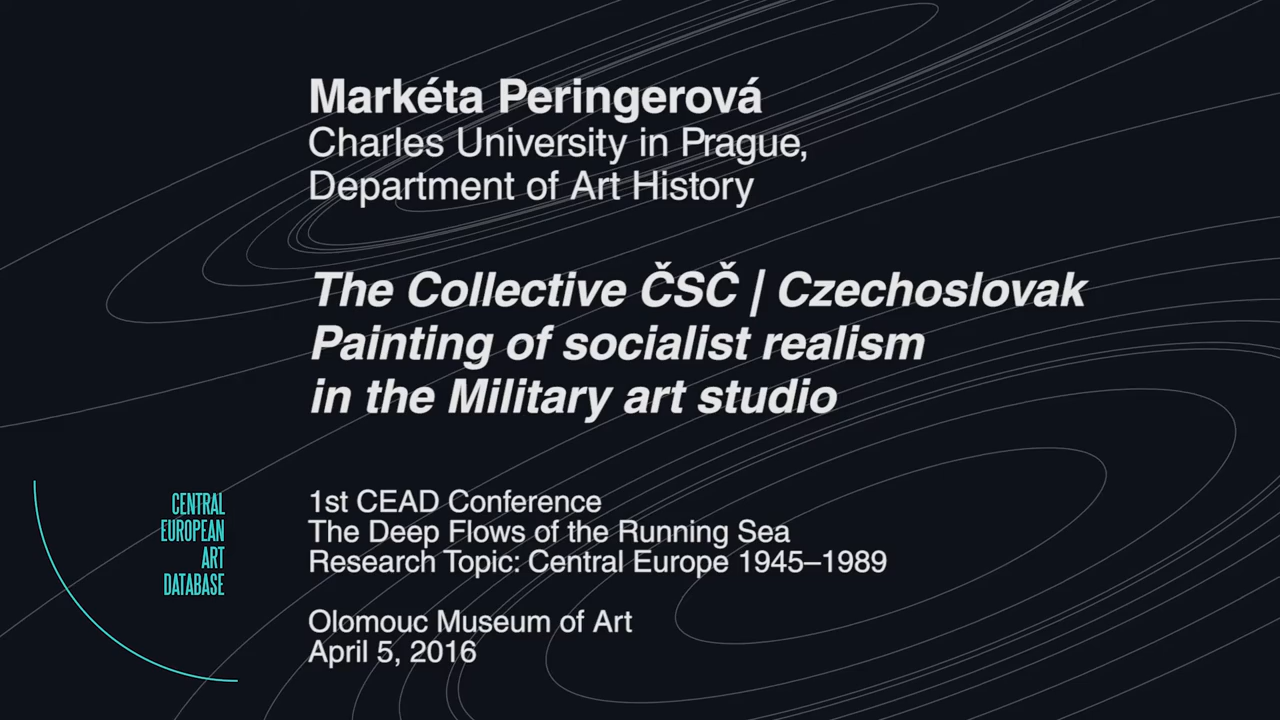 Markéta Peringerová
Charles University in Prague,
Department of Art History
The Collective ČSČ | Czechoslovak
Painting of socialist realism
in the Military art studio
CENTRAL
EUROPEAN
ART
DATABASE
1st CEAD Conference
The Deep Flows of the Running Sea
Research Topic: Central Europe 1945–1989
Olomouc Museum of Art
April 5, 2016